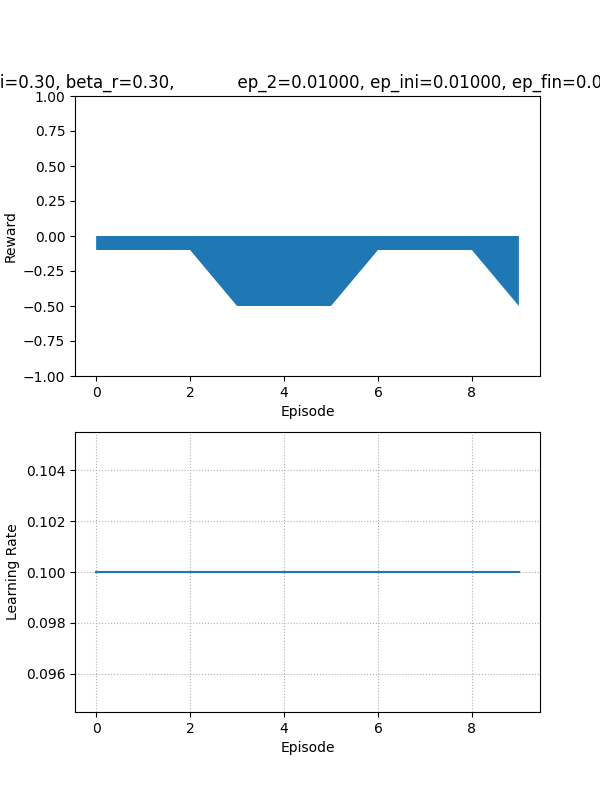 i=0.30, beta_r=0.30, ep_2=0.01000, ep_ini=0.01000, ep_fin=0.0
1.00
0.75
0.50
0.25
0.00
−0.25
−0.50
−0.75
−1.00
Reward
0 2 4 6 8
Episode
0.104
0.102
0.100
0.098
0.096
Learning Rate
0 2 4 6 8
Episode